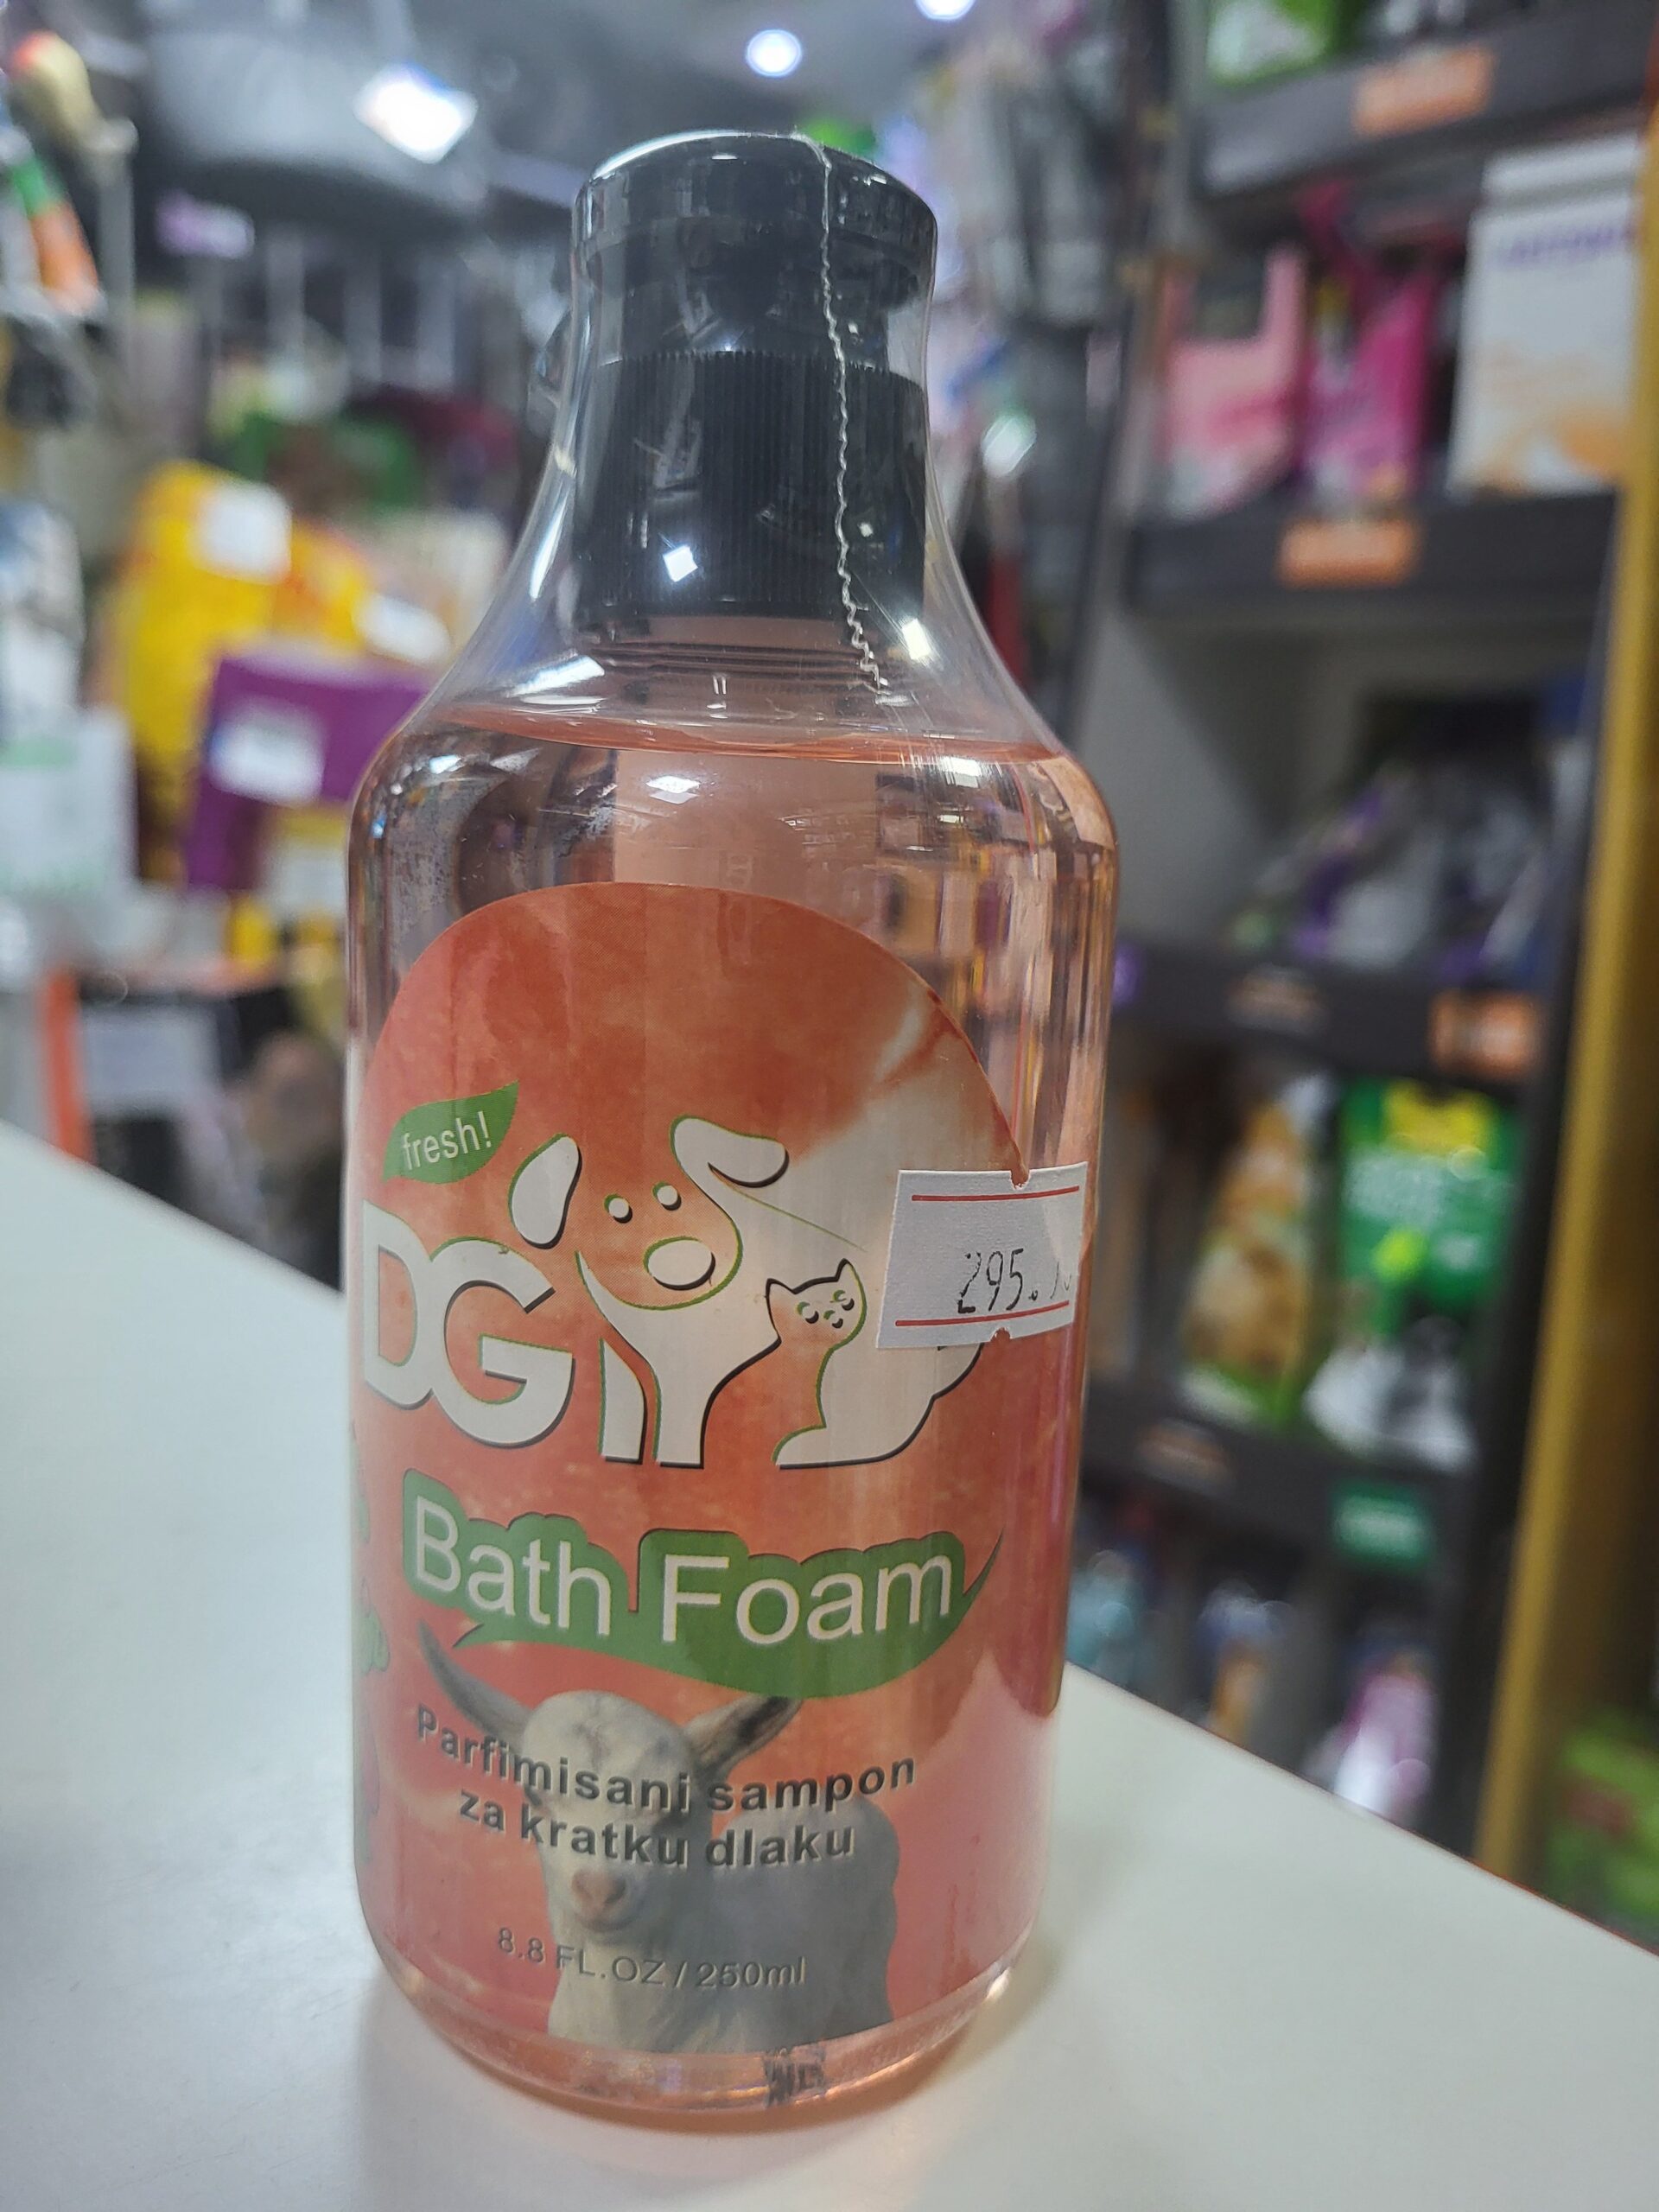 fresh!
DG
295.
Bath Foam
Parfimisani sampon
za kratku dlaku
8.8 FL.OZ / 250ml